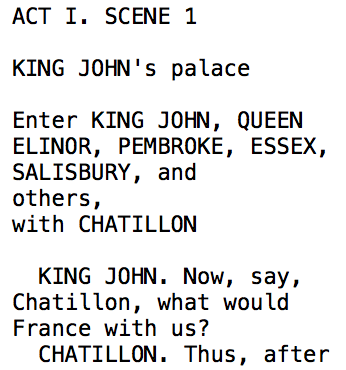 ACT I. SCENE 1
KING JOHN's palace
Enter KING JOHN, QUEEN
ELINOR, PEMBROKE, ESSEX,
SALISBURY, and
others,
with CHATILLON
KING JOHN. Now, say,
Chatillon, what would
France with us?
CHATILLON. Thus, after